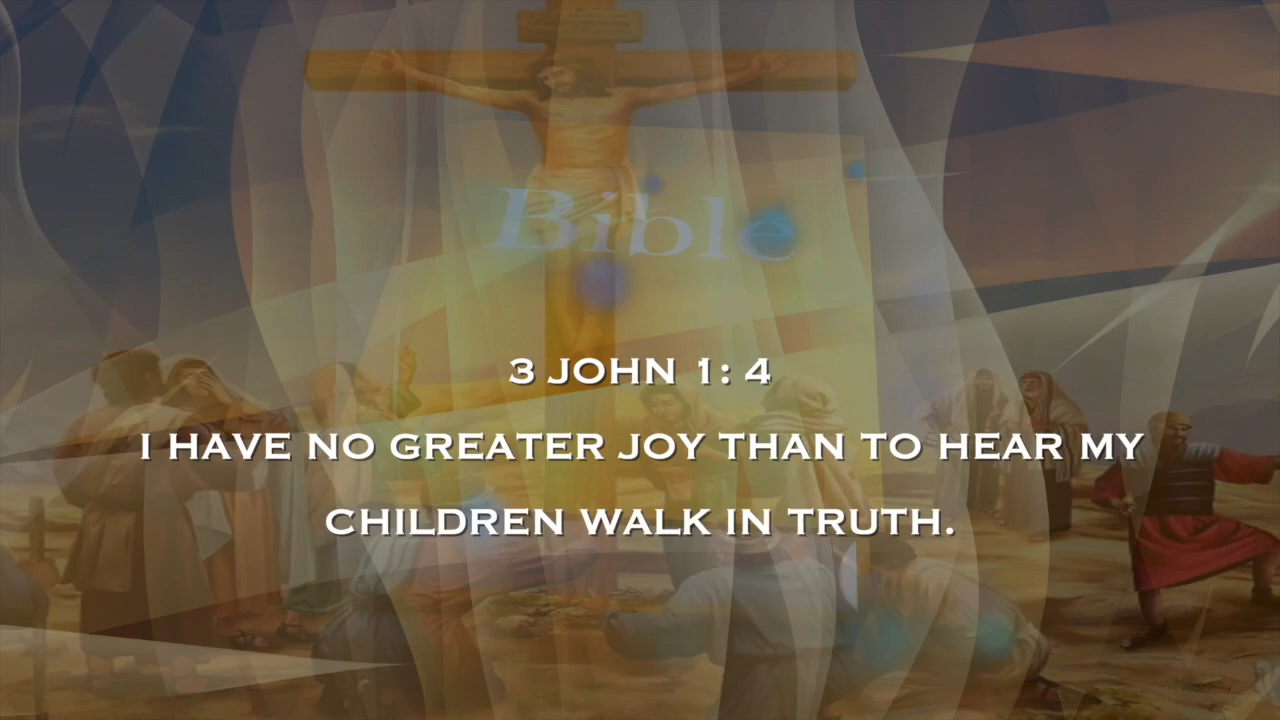 Bible
3 JOHN 1: 4
I HAVE NO GREATER JOY THAN TO HEAR MY
CHILDREN WALK IN TRUTH.